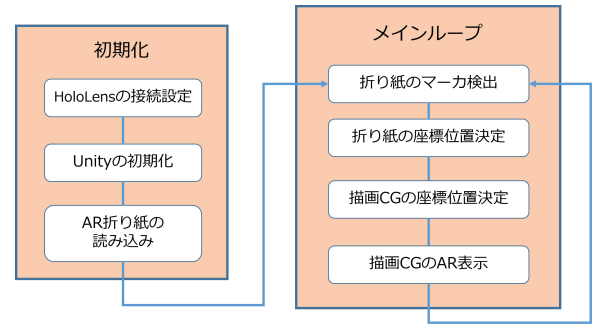 初期化
HoloLensの接続設定
Unityの初期化
AR折り紙の
読み込み
メインループ
折り紙のマーカ検出
折り紙の座標位置決定
描画CGの座標位置決定
描画CGのAR表示